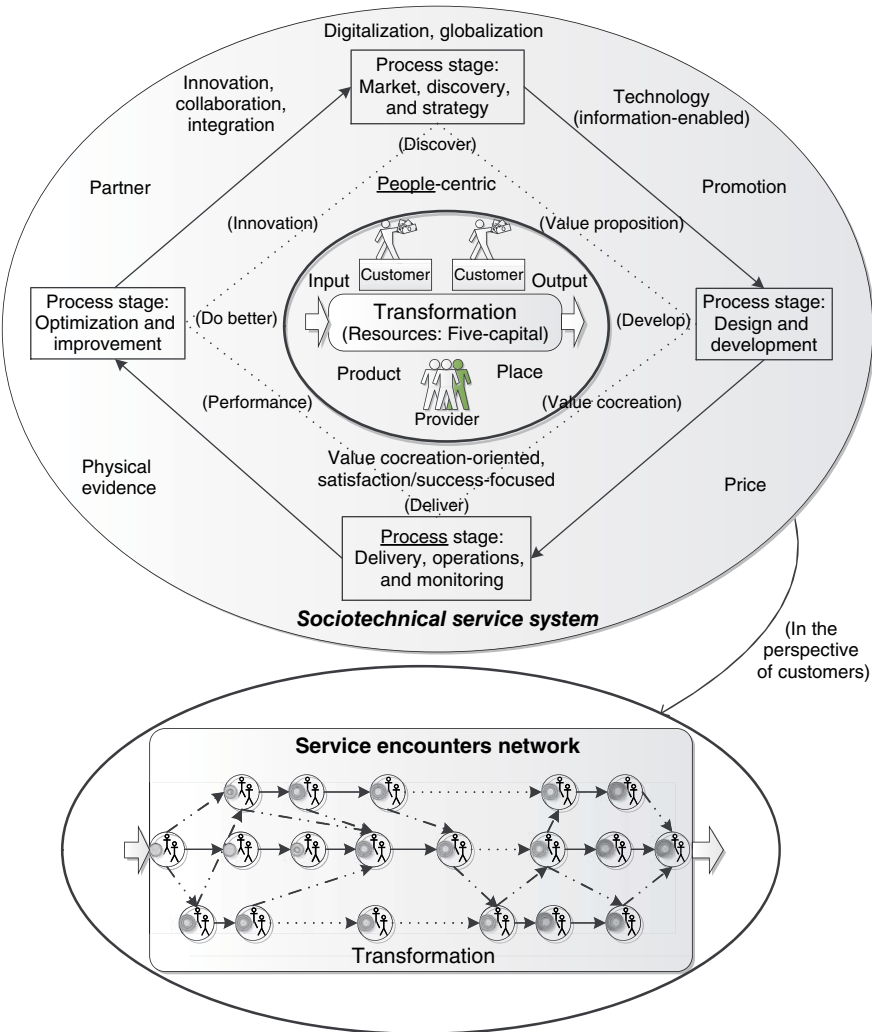 Digitalization, globalization
Process stage:
Market, discovery,
and strategy
Innovation,
collaboration,
integration
Technology
(information-enabled)
(Discover)
Partner
People-centric
Promotion
(Innovation)
(Value proposition)
Input
Customer
Customer
Output
Process stage:
Optimization and
improvement
(Do better)
Transformation
(Resources: Five-capital)
(Develop)
Process stage:
Design and
development
Product
Place
(Performance)
Provider
(Value cocreation)
Physical
evidence
Value cocreation-oriented,
satisfaction/success-focused
(Deliver)
Price
Process stage:
Delivery, operations,
and monitoring
Sociotechnical service system
(In the
perspective
of customers)
Service encounters network
Transformation